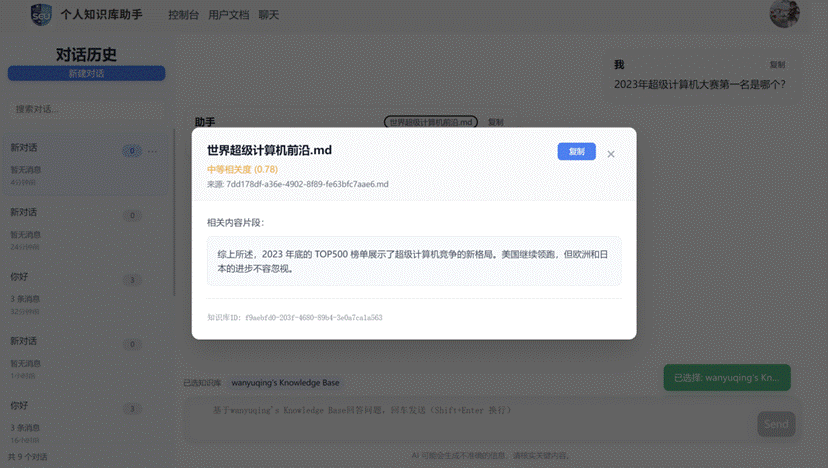 SCU
个人知识库助手
控制台
用户文档
聊天
对话历史
新建对话
搜索对话...
新对话
0
...
暂无消息
4分钟前
新对话
0
暂无消息
24分钟前
你好
3
3 条消息
32分钟前
新对话
0
暂无消息
1小时前
你好
3
3 条消息
16小时前
共 9 个对话
我
复制
2023年超级计算机大赛第一名是哪个?
助手
世界超级计算机前沿.md
复制
世界超级计算机前沿.md
复制
×
中等相关度 (0.78)
来源: 7dd178df-a36e-4902-8f89-fe63bfc7aae6.md
相关内容片段：
综上所述，2023 年底的 TOP500 榜单展示了超级计算机竞争的新格局。美国继续领跑，但欧洲和日
本的进步不容忽视。
知识库ID: f9aebfd0-203f-4680-89b4-3e0a7ca1a563
已选知识库
wanyuqing's Knowledge Base
已选择: wanyuqing's Kn...
基于wanyuqing's Knowledge Base回答问题，回车发送（Shift+Enter 换行）
Send
AI 可能会生成不准确的信息，请核实关键内容。